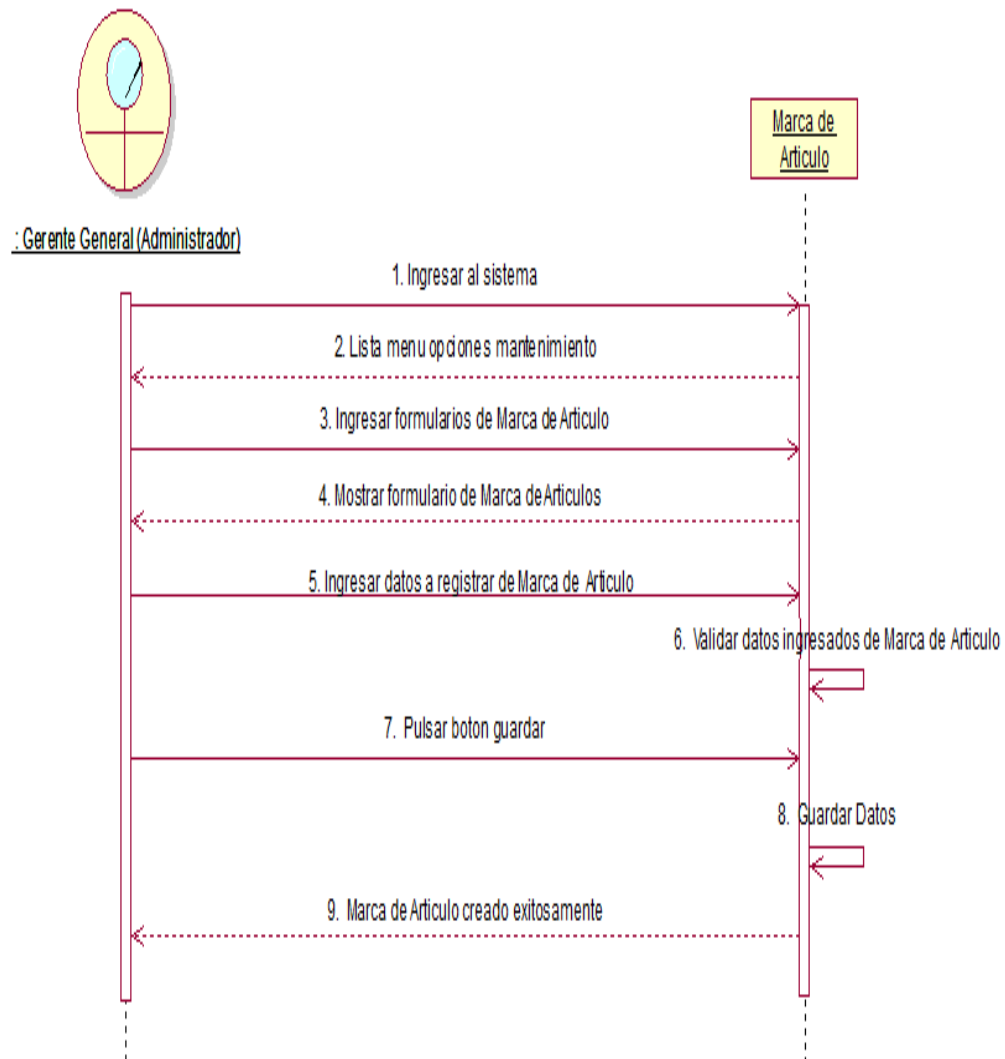 Marca de
Articulo
: Gerente General (Administrador)
1. Ingresar al sistema
2. Lista menu opciones mantenimiento
3. Ingresar formularios de Marca de Articulo
4. Mostrar formulario de Marca de Articulos
5. Ingresar datos a registrar de Marca de Articulo
6. Validar datos ingresados de Marca de Articulo
7. Pulsar boton guardar
8. Guardar Datos
9. Marca de Articulo creado exitosamente